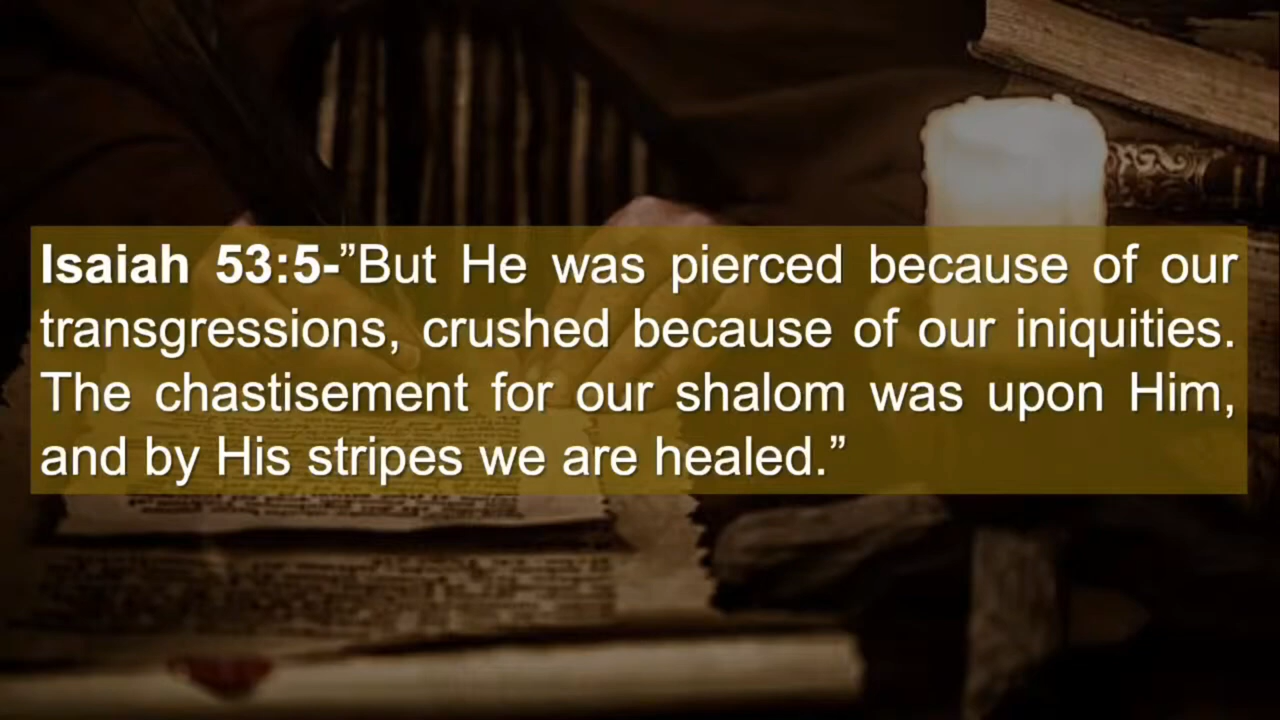 Isaiah 53:5-”But He was pierced because of our
transgressions, crushed because of our iniquities.
The chastisement for our shalom was upon Him,
and by His stripes we are healed.”